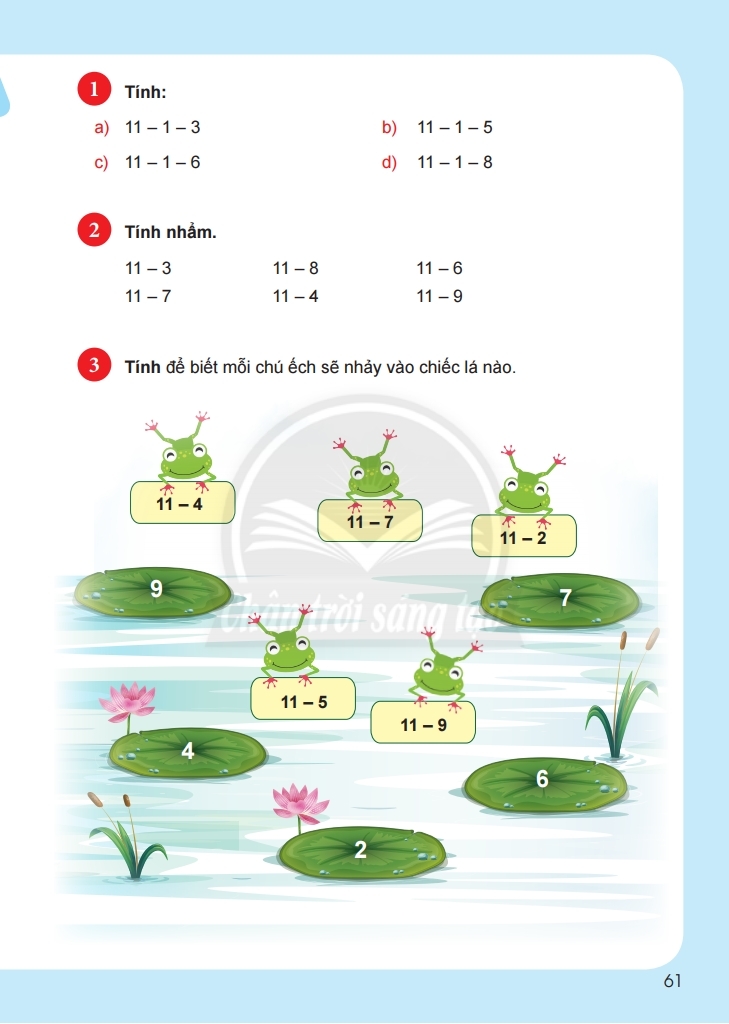 1 Tính:
a) 11 – 1 – 3 b) 11 – 1 – 5
c) 11 – 1 – 6 d) 11 – 1 – 8
2 Tính nhẩm.
11 – 3 11 – 8 11 – 6
11 – 7 11 – 4 11 – 9
3 Tính để biết mỗi chú ếch sẽ nhảy vào chiếc lá nào.
11 – 4
11 – 7
11 – 2
9
7
Chân trời sáng tạo
11 – 5
11 – 9
4
6
2
61